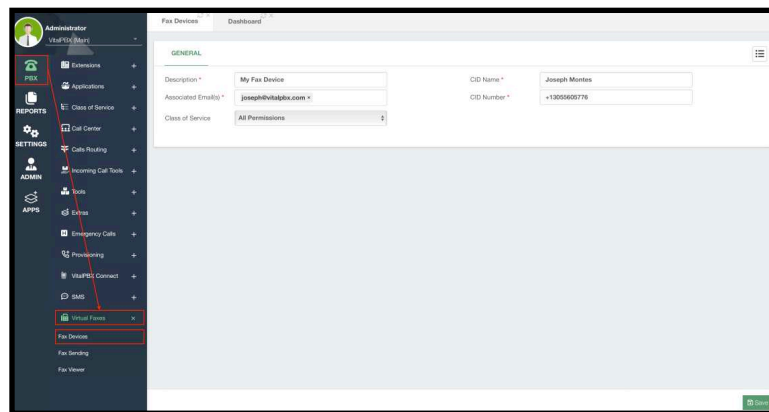 Administrator
VitalPBX (Main)
PBX
REPORTS
SETTINGS
ADMIN
APPS
Extensions +
Applications +
Class of Service +
Call Center +
Calls Routing +
Incoming Call Tools +
Tools +
Extras +
Emergency Calls +
Provisioning +
VitalPBX Connect +
SMS +
Virtual Faxes ×
Fax Devices
Fax Sending
Fax Viewer
Fax Devices
Dashboard
GENERAL
Description * My Fax Device CID Name * Joseph Montes
Associated Email(s) * joseph@vitalpbx.com × CID Number * +13055605776
Class of Service All Permissions
Save